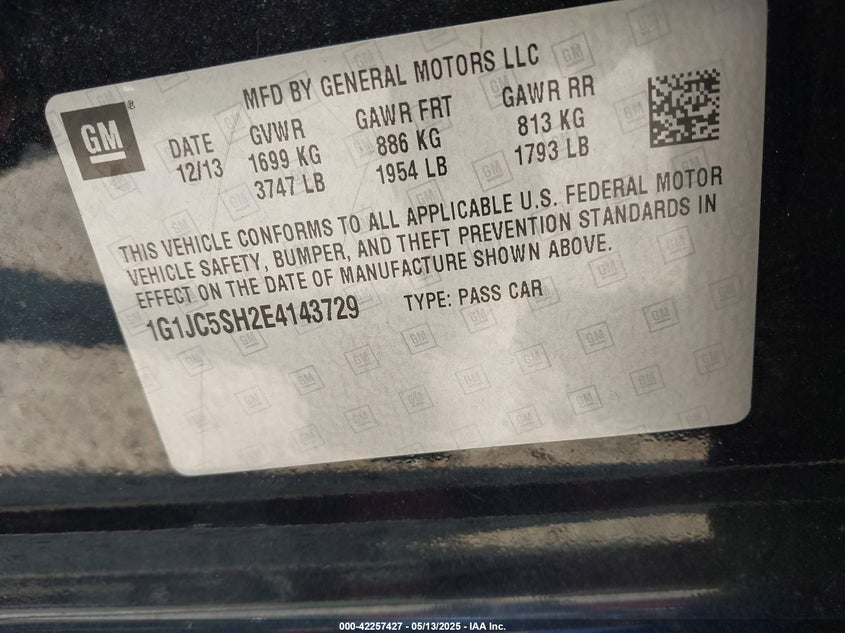 MFD BY GENERAL MOTORS LLC
GM®
DATE GVWR GAWR FRT GAWR RR
12/13 1699 KG 886 KG 813 KG
3747 LB 1954 LB 1793 LB
THIS VEHICLE CONFORMS TO ALL APPLICABLE U.S. FEDERAL MOTOR
VEHICLE SAFETY, BUMPER, AND THEFT PREVENTION STANDARDS IN
EFFECT ON THE DATE OF MANUFACTURE SHOWN ABOVE.
1G1JC5SH2E4143729 TYPE: PASS CAR
000-42257427 - 05/13/2025 - IAA Inc.